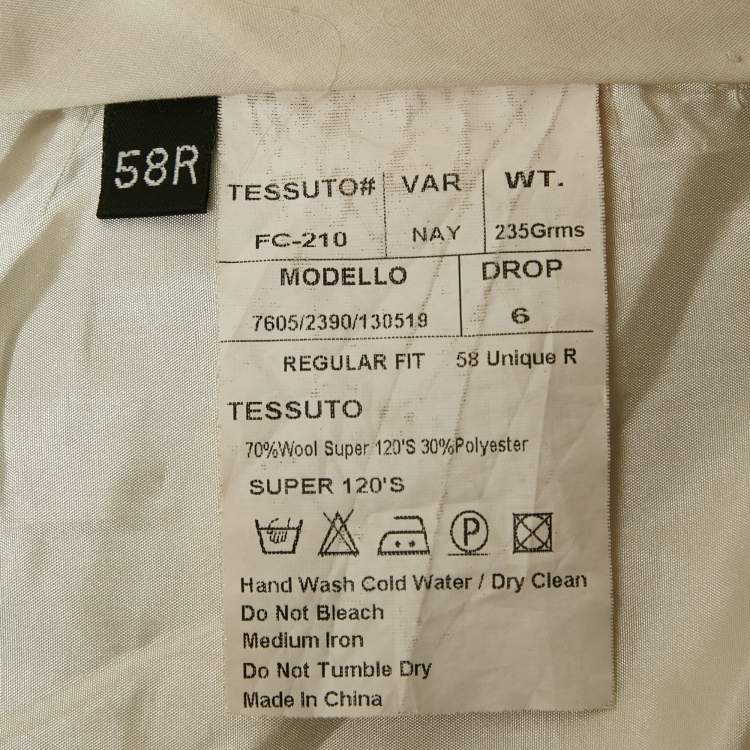 58R
TESSUTO# VAR WT.
FC-210 NAY 235Grms
MODELLO DROP
7605/2390/130519 6
REGULAR FIT 58 Unique R
TESSUTO
70%Wool Super 120'S 30%Polyester
SUPER 120'S
P
Hand Wash Cold Water / Dry Clean
Do Not Bleach
Medium Iron
Do Not Tumble Dry
Made In China